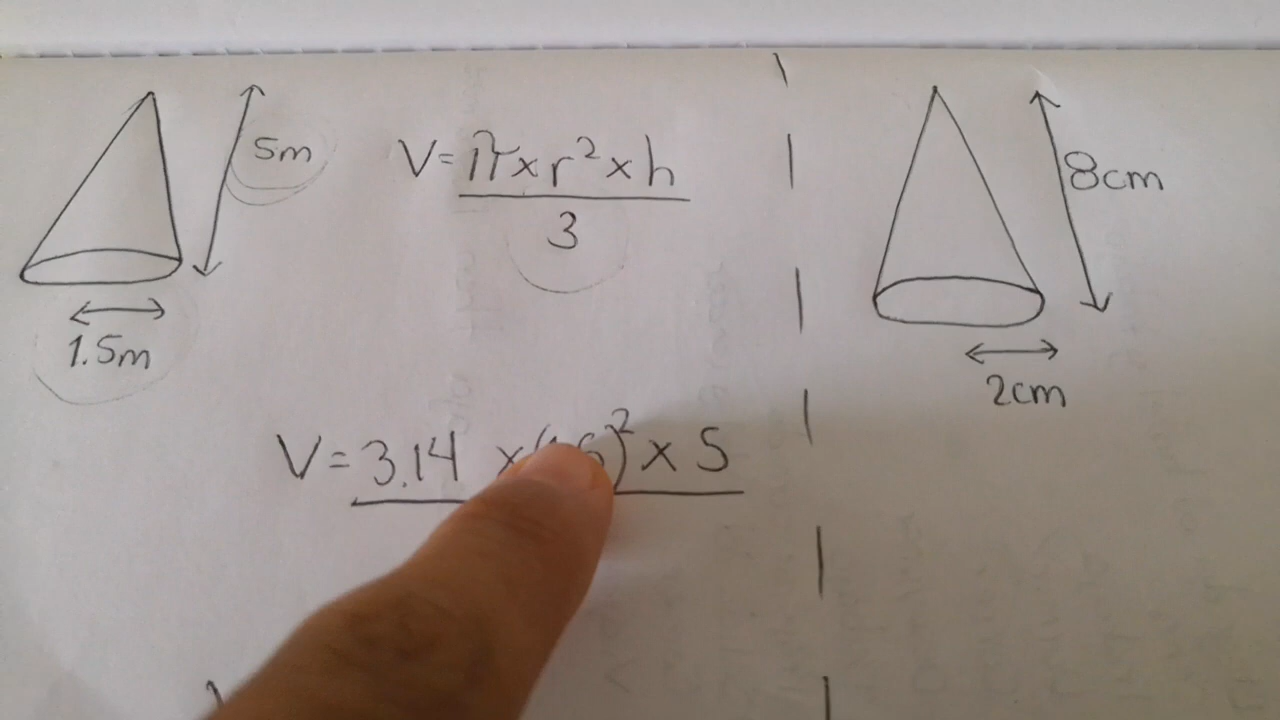 5m
V= π x r² x h
3
1.5m
V= 3.14 x ( )² x 5
8cm
2cm